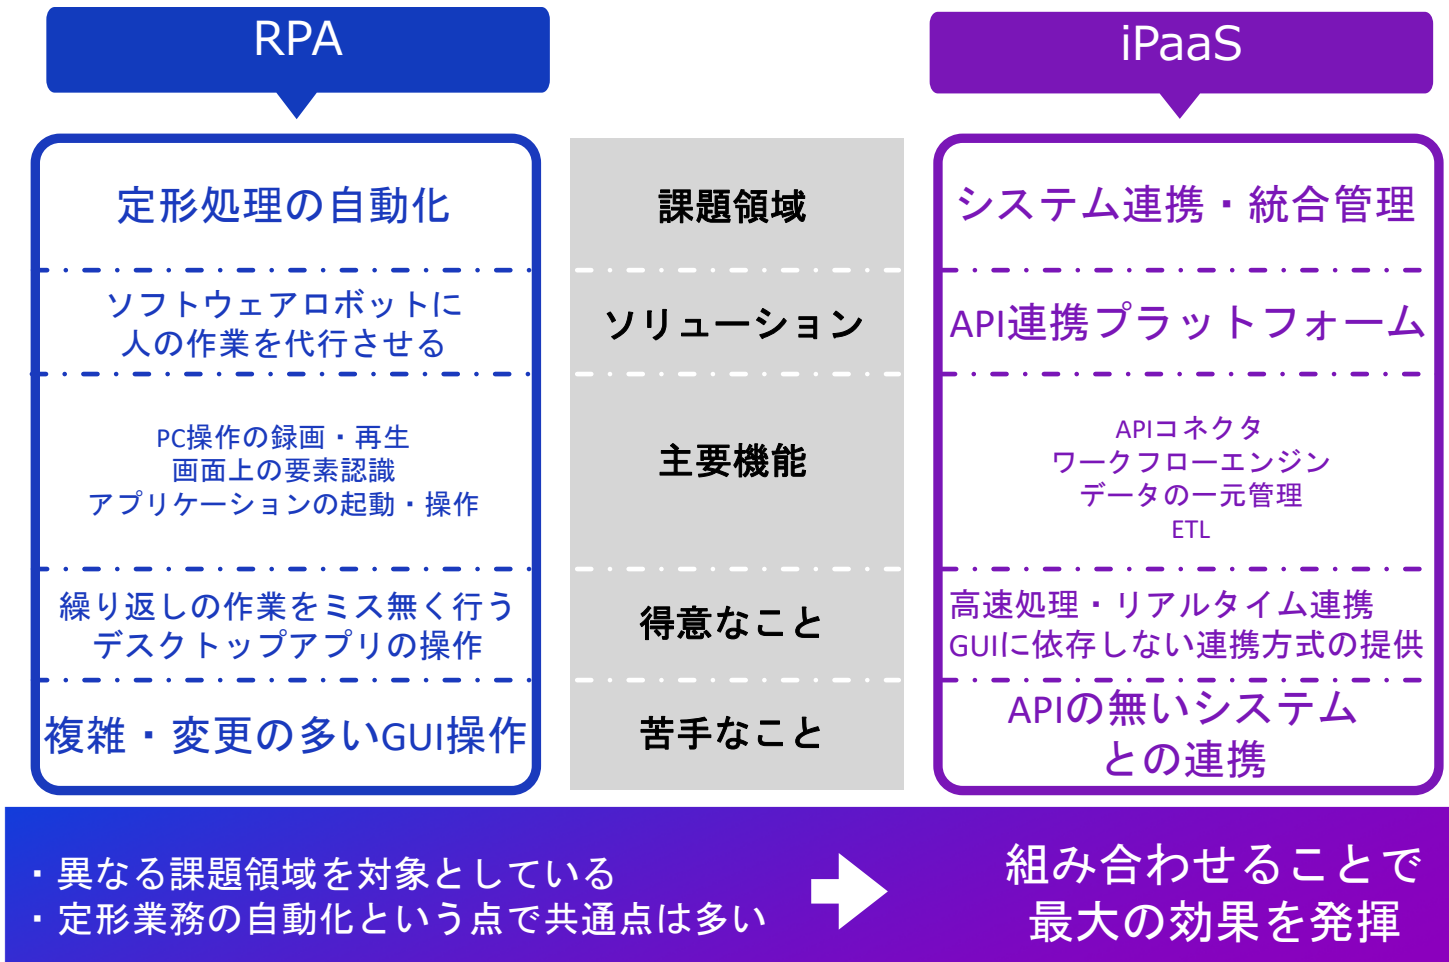 RPA
iPaaS
定形処理の自動化
課題領域
システム連携・統合管理
ソフトウェアロボットに
人の作業を代行させる
ソリューション
API連携プラットフォーム
PC操作の録画・再生
画面上の要素認識
アプリケーションの起動・操作
主要機能
APIコネクタ
ワークフローエンジン
データの一元管理
ETL
繰り返しの作業をミス無く行う
デスクトップアプリの操作
得意なこと
高速処理・リアルタイム連携
GUIに依存しない連携方式の提供
複雑・変更の多いGUI操作
苦手なこと
APIの無いシステム
との連携
・異なる課題領域を対象としている
・定形業務の自動化という点で共通点は多い
組み合わせることで
最大の効果を発揮